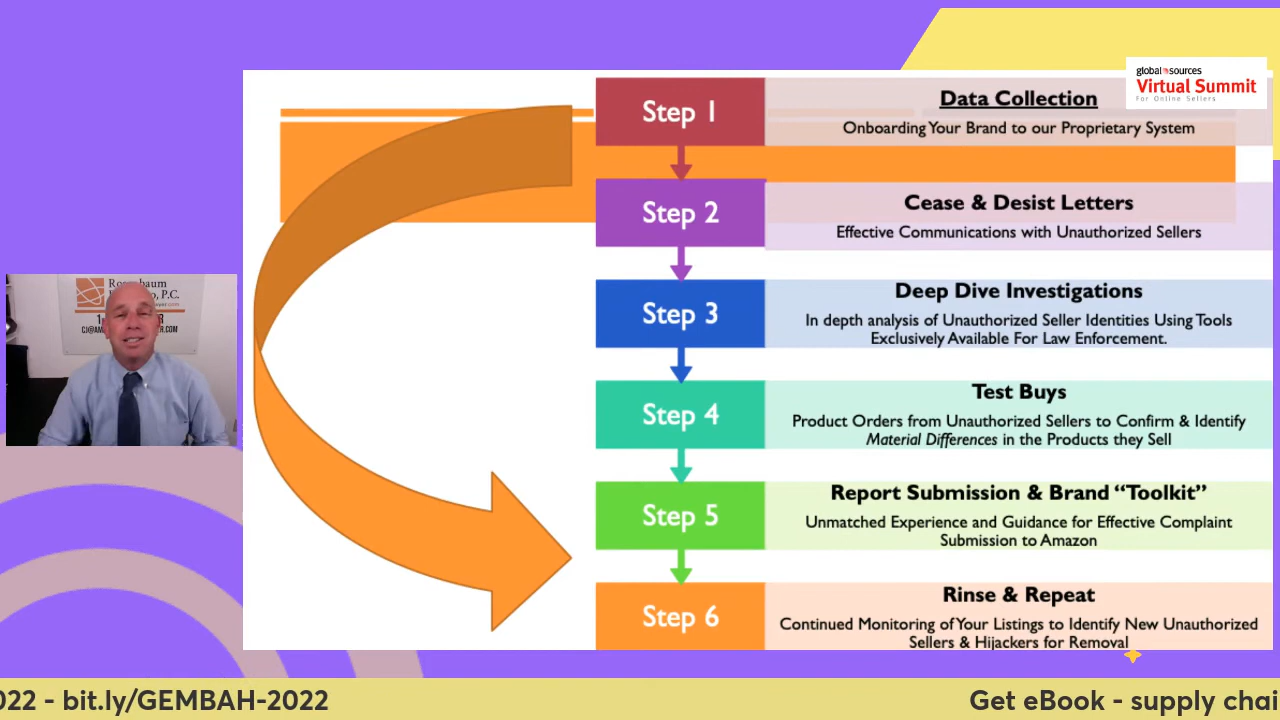 global sources
Virtual Summit
For Online Sellers
Step 1
Data Collection
Onboarding Your Brand to our Proprietary System
Step 2
Cease & Desist Letters
Effective Communications with Unauthorized Sellers
Step 3
Deep Dive Investigations
In depth analysis of Unauthorized Seller Identities Using Tools
Exclusively Available For Law Enforcement.
Step 4
Test Buys
Product Orders from Unauthorized Sellers to Confirm & Identify
Material Differences in the Products they Sell
Step 5
Report Submission & Brand “Toolkit”
Unmatched Experience and Guidance for Effective Complaint
Submission to Amazon
Step 6
Rinse & Repeat
Continued Monitoring of Your Listings to Identify New Unauthorized
Sellers & Hijackers for Removal
P.C.
022 - bit.ly/GEMBAH-2022
Get eBook - supply chai